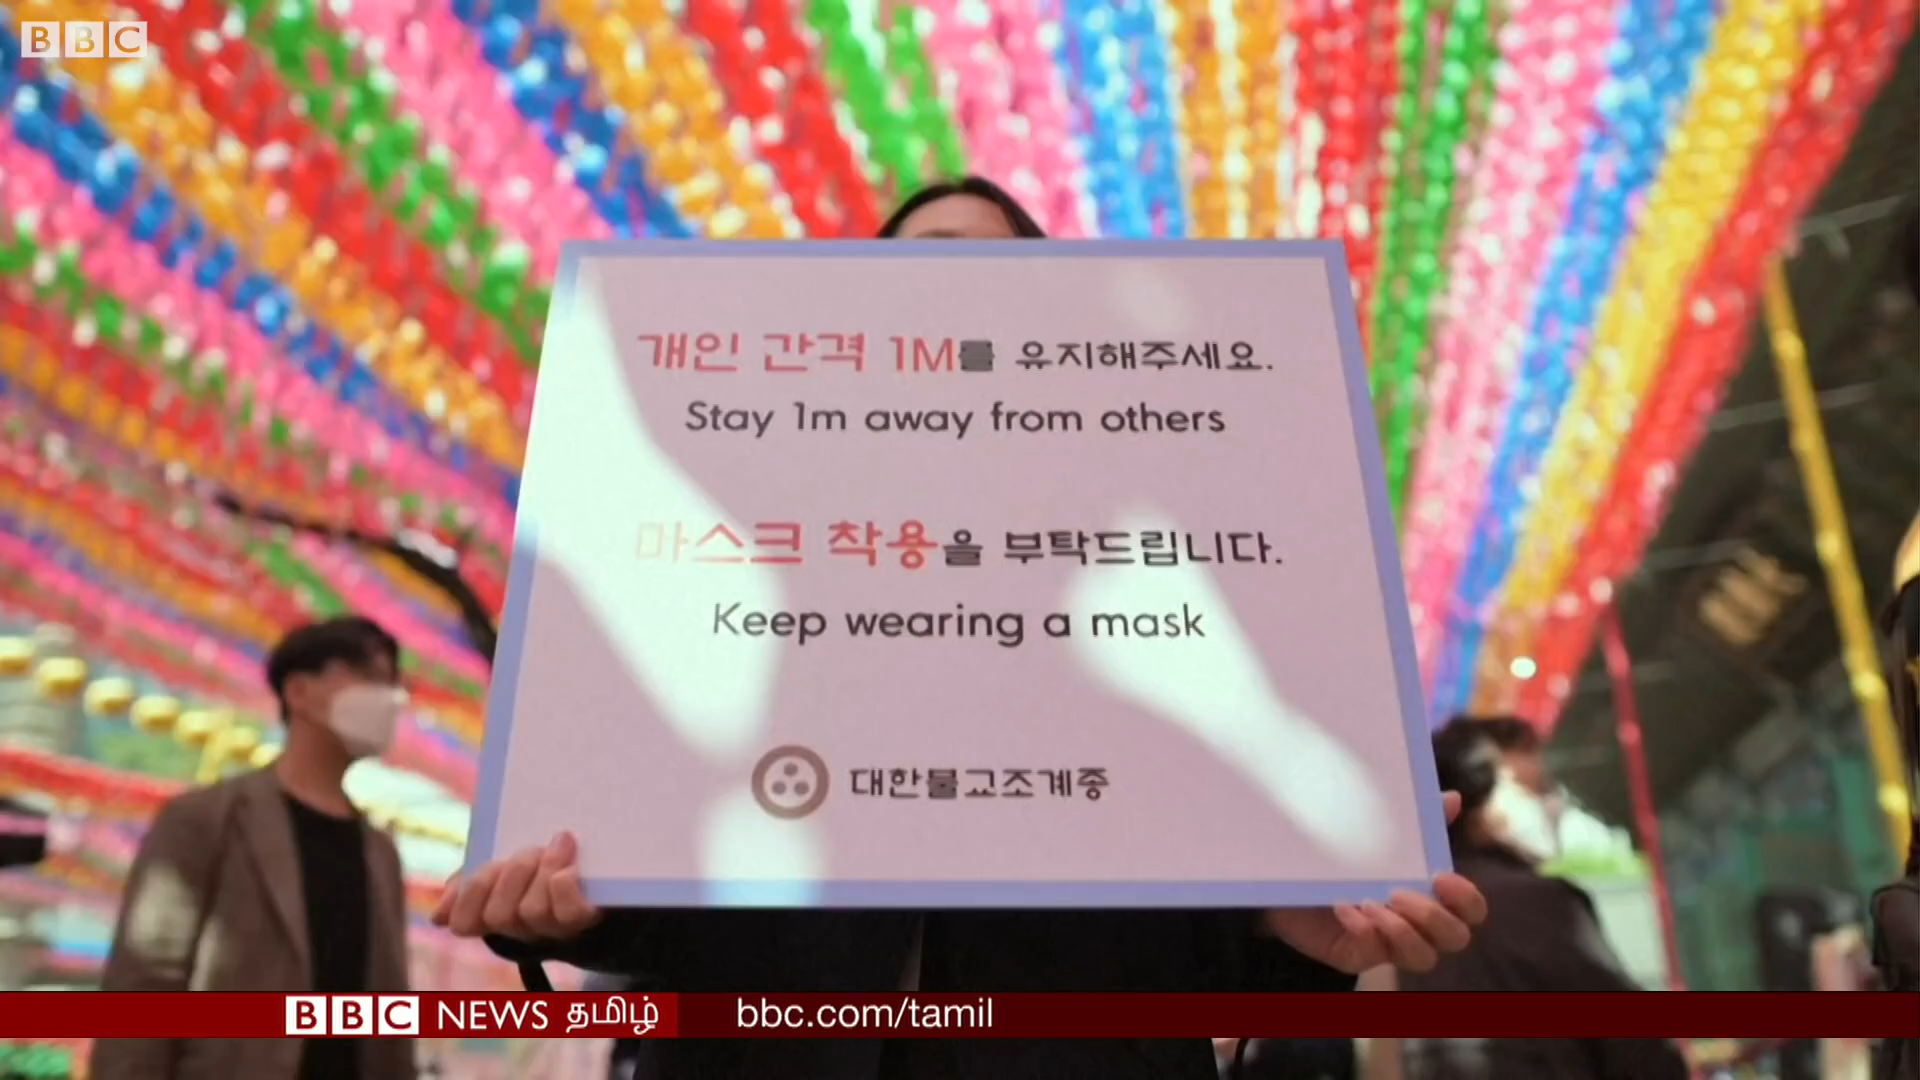 BBC
개인 간격 1M를 유지해주세요.
Stay 1m away from others
마스크 착용을 부탁드립니다.
Keep wearing a mask
대한불교조계종
BBC NEWS தமிழ் bbc.com/tamil